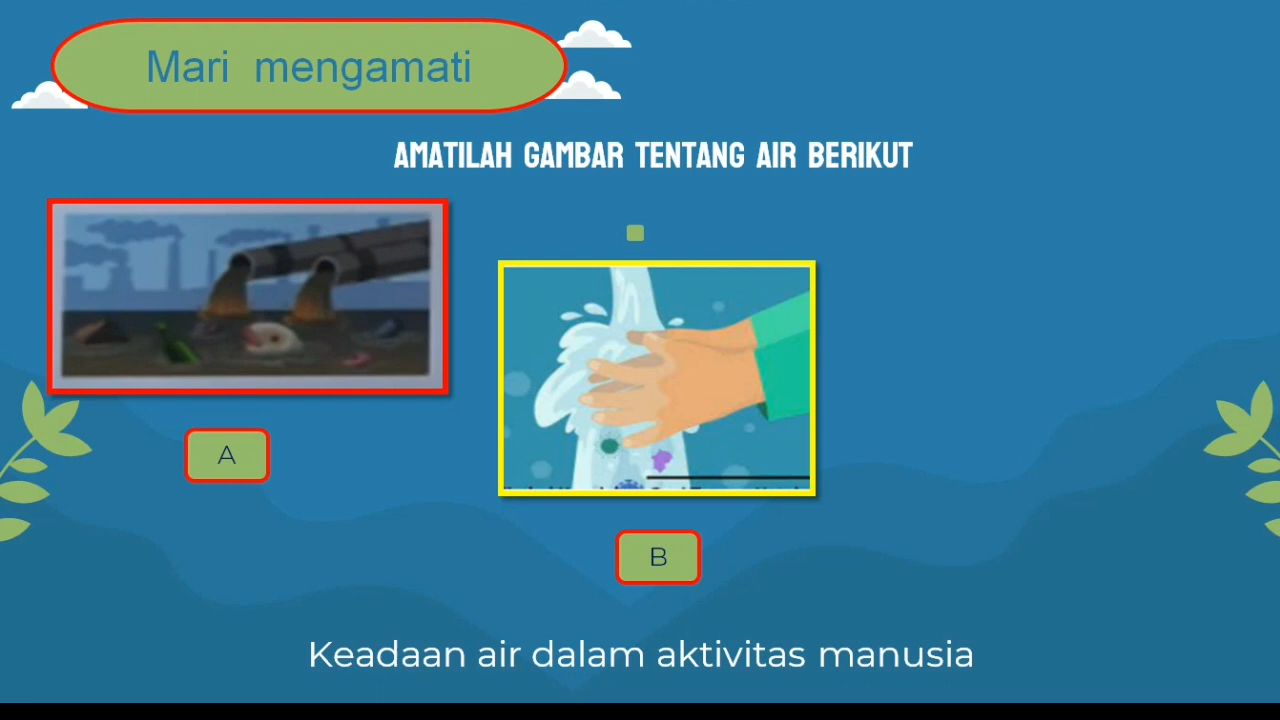 Mari mengamati
AMATILAH GAMBAR TENTANG AIR BERIKUT
A
B
Keadaan air dalam aktivitas manusia